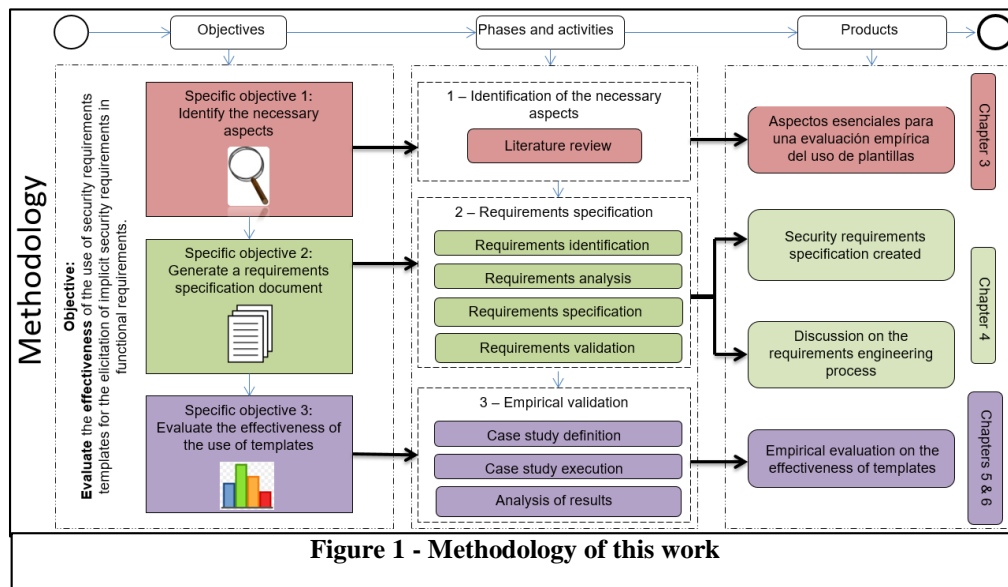 Objectives
Phases and activities
Products
Methodology
Objective:
Evaluate the effectiveness of the use of security requirements
templates for the elicitation of implicit security requirements in
functional requirements.
Specific objective 1:
Identify the necessary
aspects
Specific objective 2:
Generate a requirements
specification document
Specific objective 3:
Evaluate the effectiveness of
the use of templates
1 – Identification of the necessary
aspects
Literature review
2 – Requirements specification
Requirements identification
Requirements analysis
Requirements specification
Requirements validation
3 – Empirical validation
Case study definition
Case study execution
Analysis of results
Aspectos esenciales para
una evaluación empírica
del uso de plantillas
Chapter 3
Security requirements
specification created
Discussion on the
requirements engineering
process
Chapter 4
Empirical evaluation on the
effectiveness of templates
Chapters 5 & 6
Figure 1 - Methodology of this work